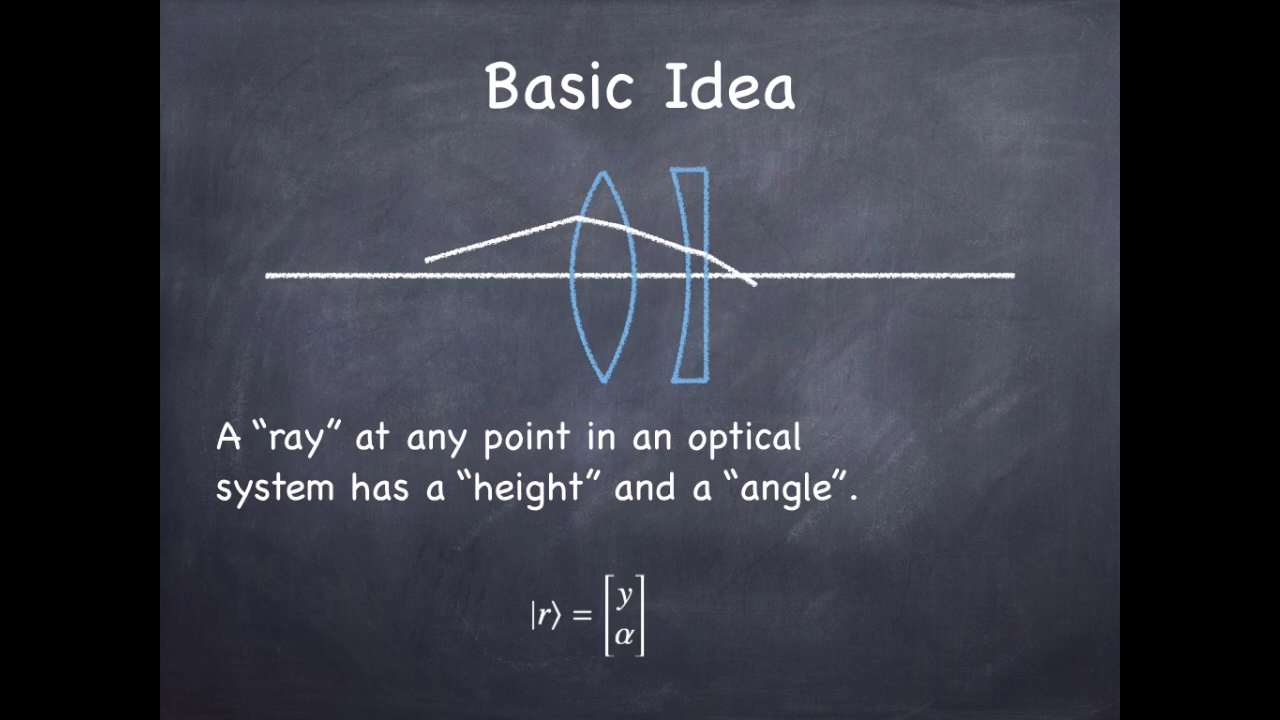 Basic Idea
A “ray” at any point in an optical
system has a “height” and a “angle”.
|r⟩ = [y
α]